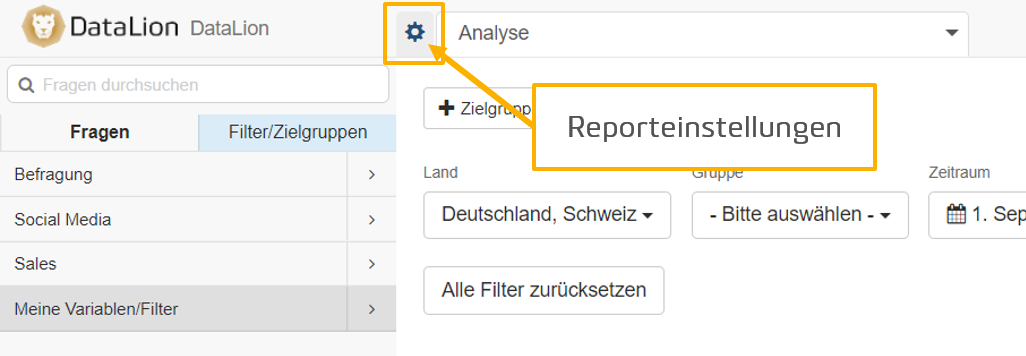 DataLion DataLion
Analyse
Fragen durchsuchen
Fragen Filter/Zielgruppen
Befragung
Social Media
Sales
Meine Variablen/Filter
Zielgrupp
Reporteinstellungen
Land Gruppe Zeitraum
Deutschland, Schweiz - Bitte auswählen - 1. Sep
Alle Filter zurücksetzen